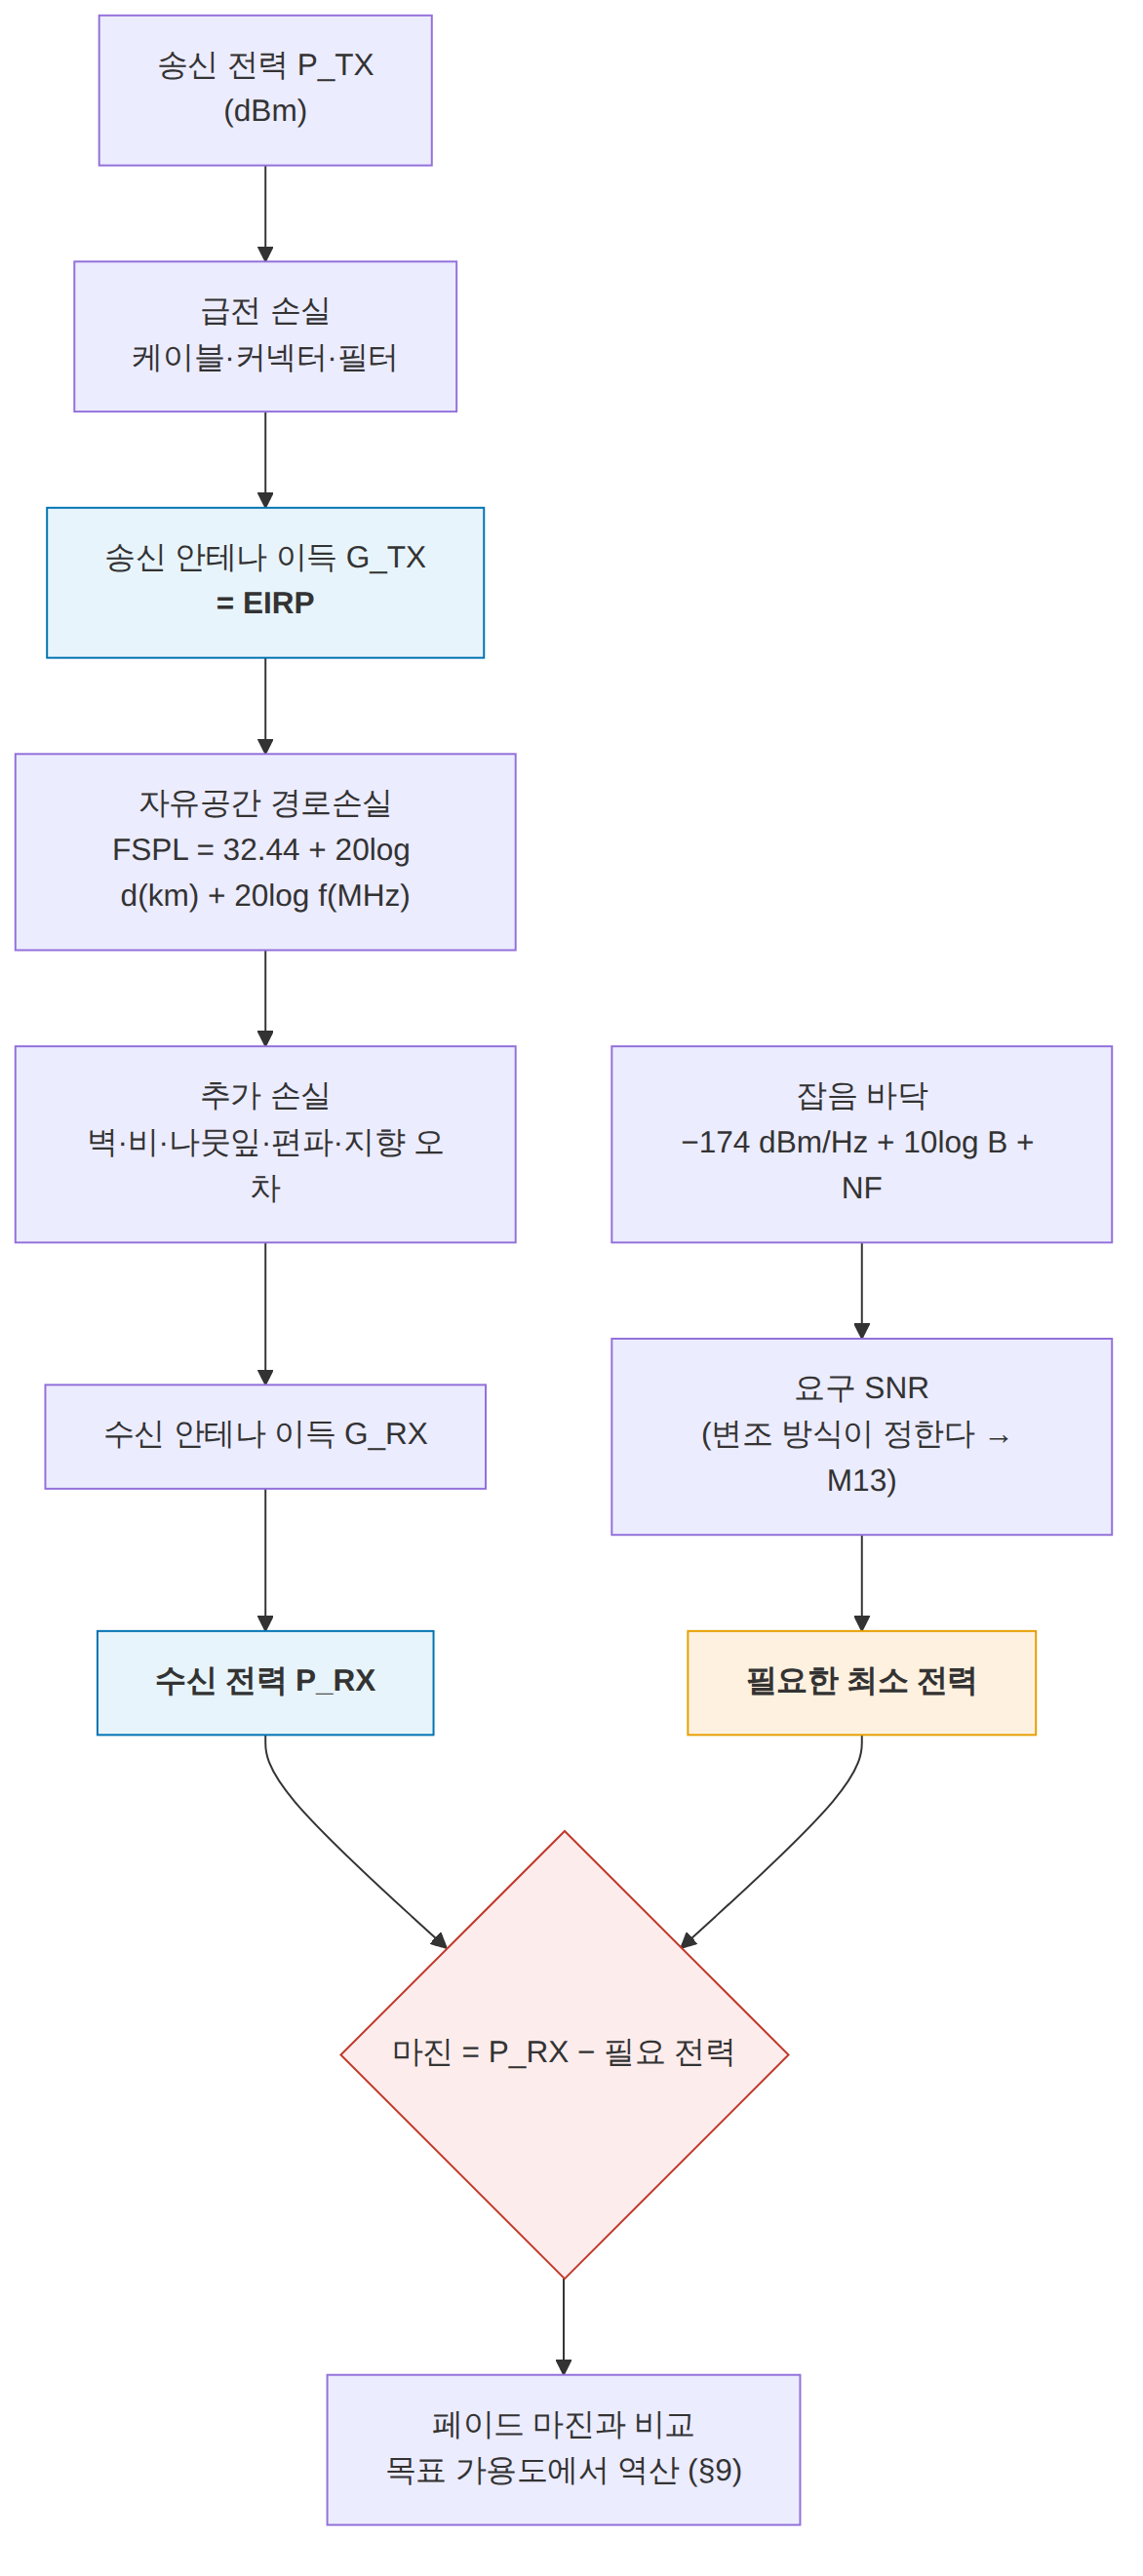 송신 전력 P_TX
(dBm)
급전 손실
케이블·커넥터·필터
송신 안테나 이득 G_TX
= EIRP
자유공간 경로손실
FSPL = 32.44 + 20log
d(km) + 20log f(MHz)
추가 손실
벽·비·나뭇잎·편파·지향 오
차
잡음 바닥
−174 dBm/Hz + 10log B +
NF
수신 안테나 이득 G_RX
요구 SNR
(변조 방식이 정한다 →
M13)
수신 전력 P_RX
필요한 최소 전력
마진 = P_RX − 필요 전력
페이드 마진과 비교
목표 가용도에서 역산 (§9)